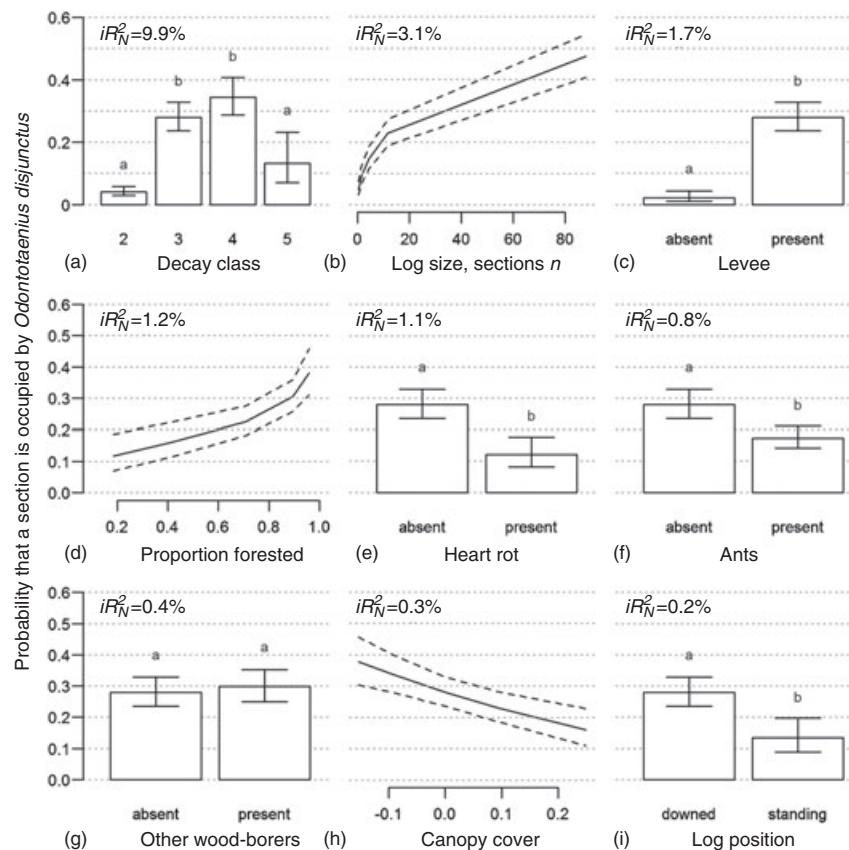 Probability that a section is occupied by Odontotaenius disjunctus
0.6
0.4
0.2
0
iR²N=9.9%
a
b
b
a
2 3 4 5
(a) Decay class
iR²N=3.1%
0 20 40 60 80
(b) Log size, sections n
iR²N=1.7%
a
b
absent present
(c) Levee
0.6
0.5
0.4
0.3
0.2
0.1
0.0
iR²N=1.2%
0.2 0.4 0.6 0.8 1.0
(d) Proportion forested
iR²N=1.1%
a
b
absent present
(e) Heart rot
iR²N=0.8%
a
b
absent present
(f) Ants
0.6
0.5
0.4
0.3
0.2
0.1
0.0
iR²N=0.4%
a
a
absent present
(g) Other wood-borers
iR²N=0.3%
-0.1 0.0 0.1 0.2
(h) Canopy cover
iR²N=0.2%
a
b
downed standing
(i) Log position